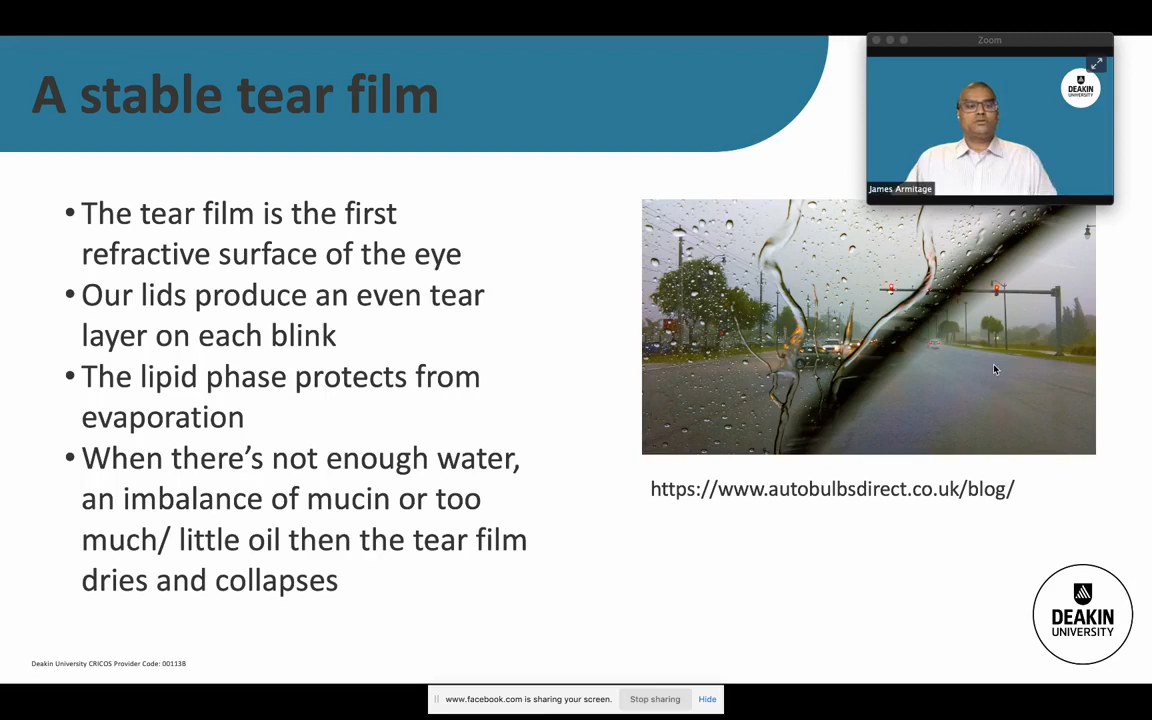 Zoom
A stable tear film
DEAKIN
UNIVERSITY
James Armitage
• The tear film is the first
refractive surface of the eye
• Our lids produce an even tear
layer on each blink
• The lipid phase protects from
evaporation
• When there’s not enough water,
an imbalance of mucin or too
much/ little oil then the tear film
dries and collapses
https://www.autobulbsdirect.co.uk/blog/
DEAKIN
UNIVERSITY
Deakin University CRICOS Provider Code: 00113B
www.facebook.com is sharing your screen. Stop sharing Hide